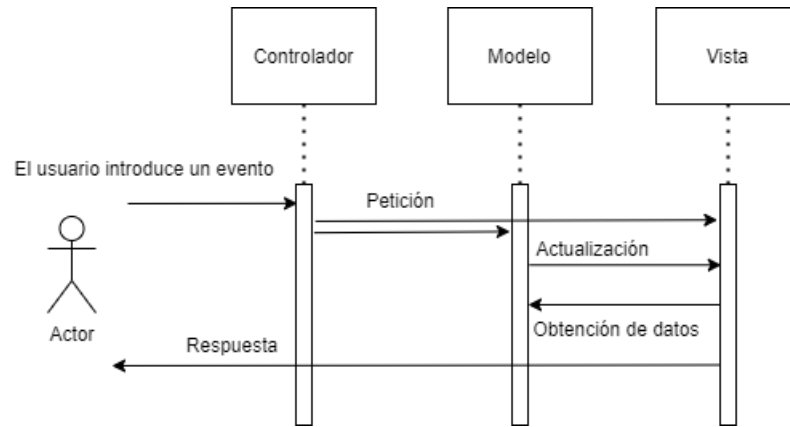 Controlador
Modelo
Vista
El usuario introduce un evento
Petición
Actualización
Obtención de datos
Actor
Respuesta